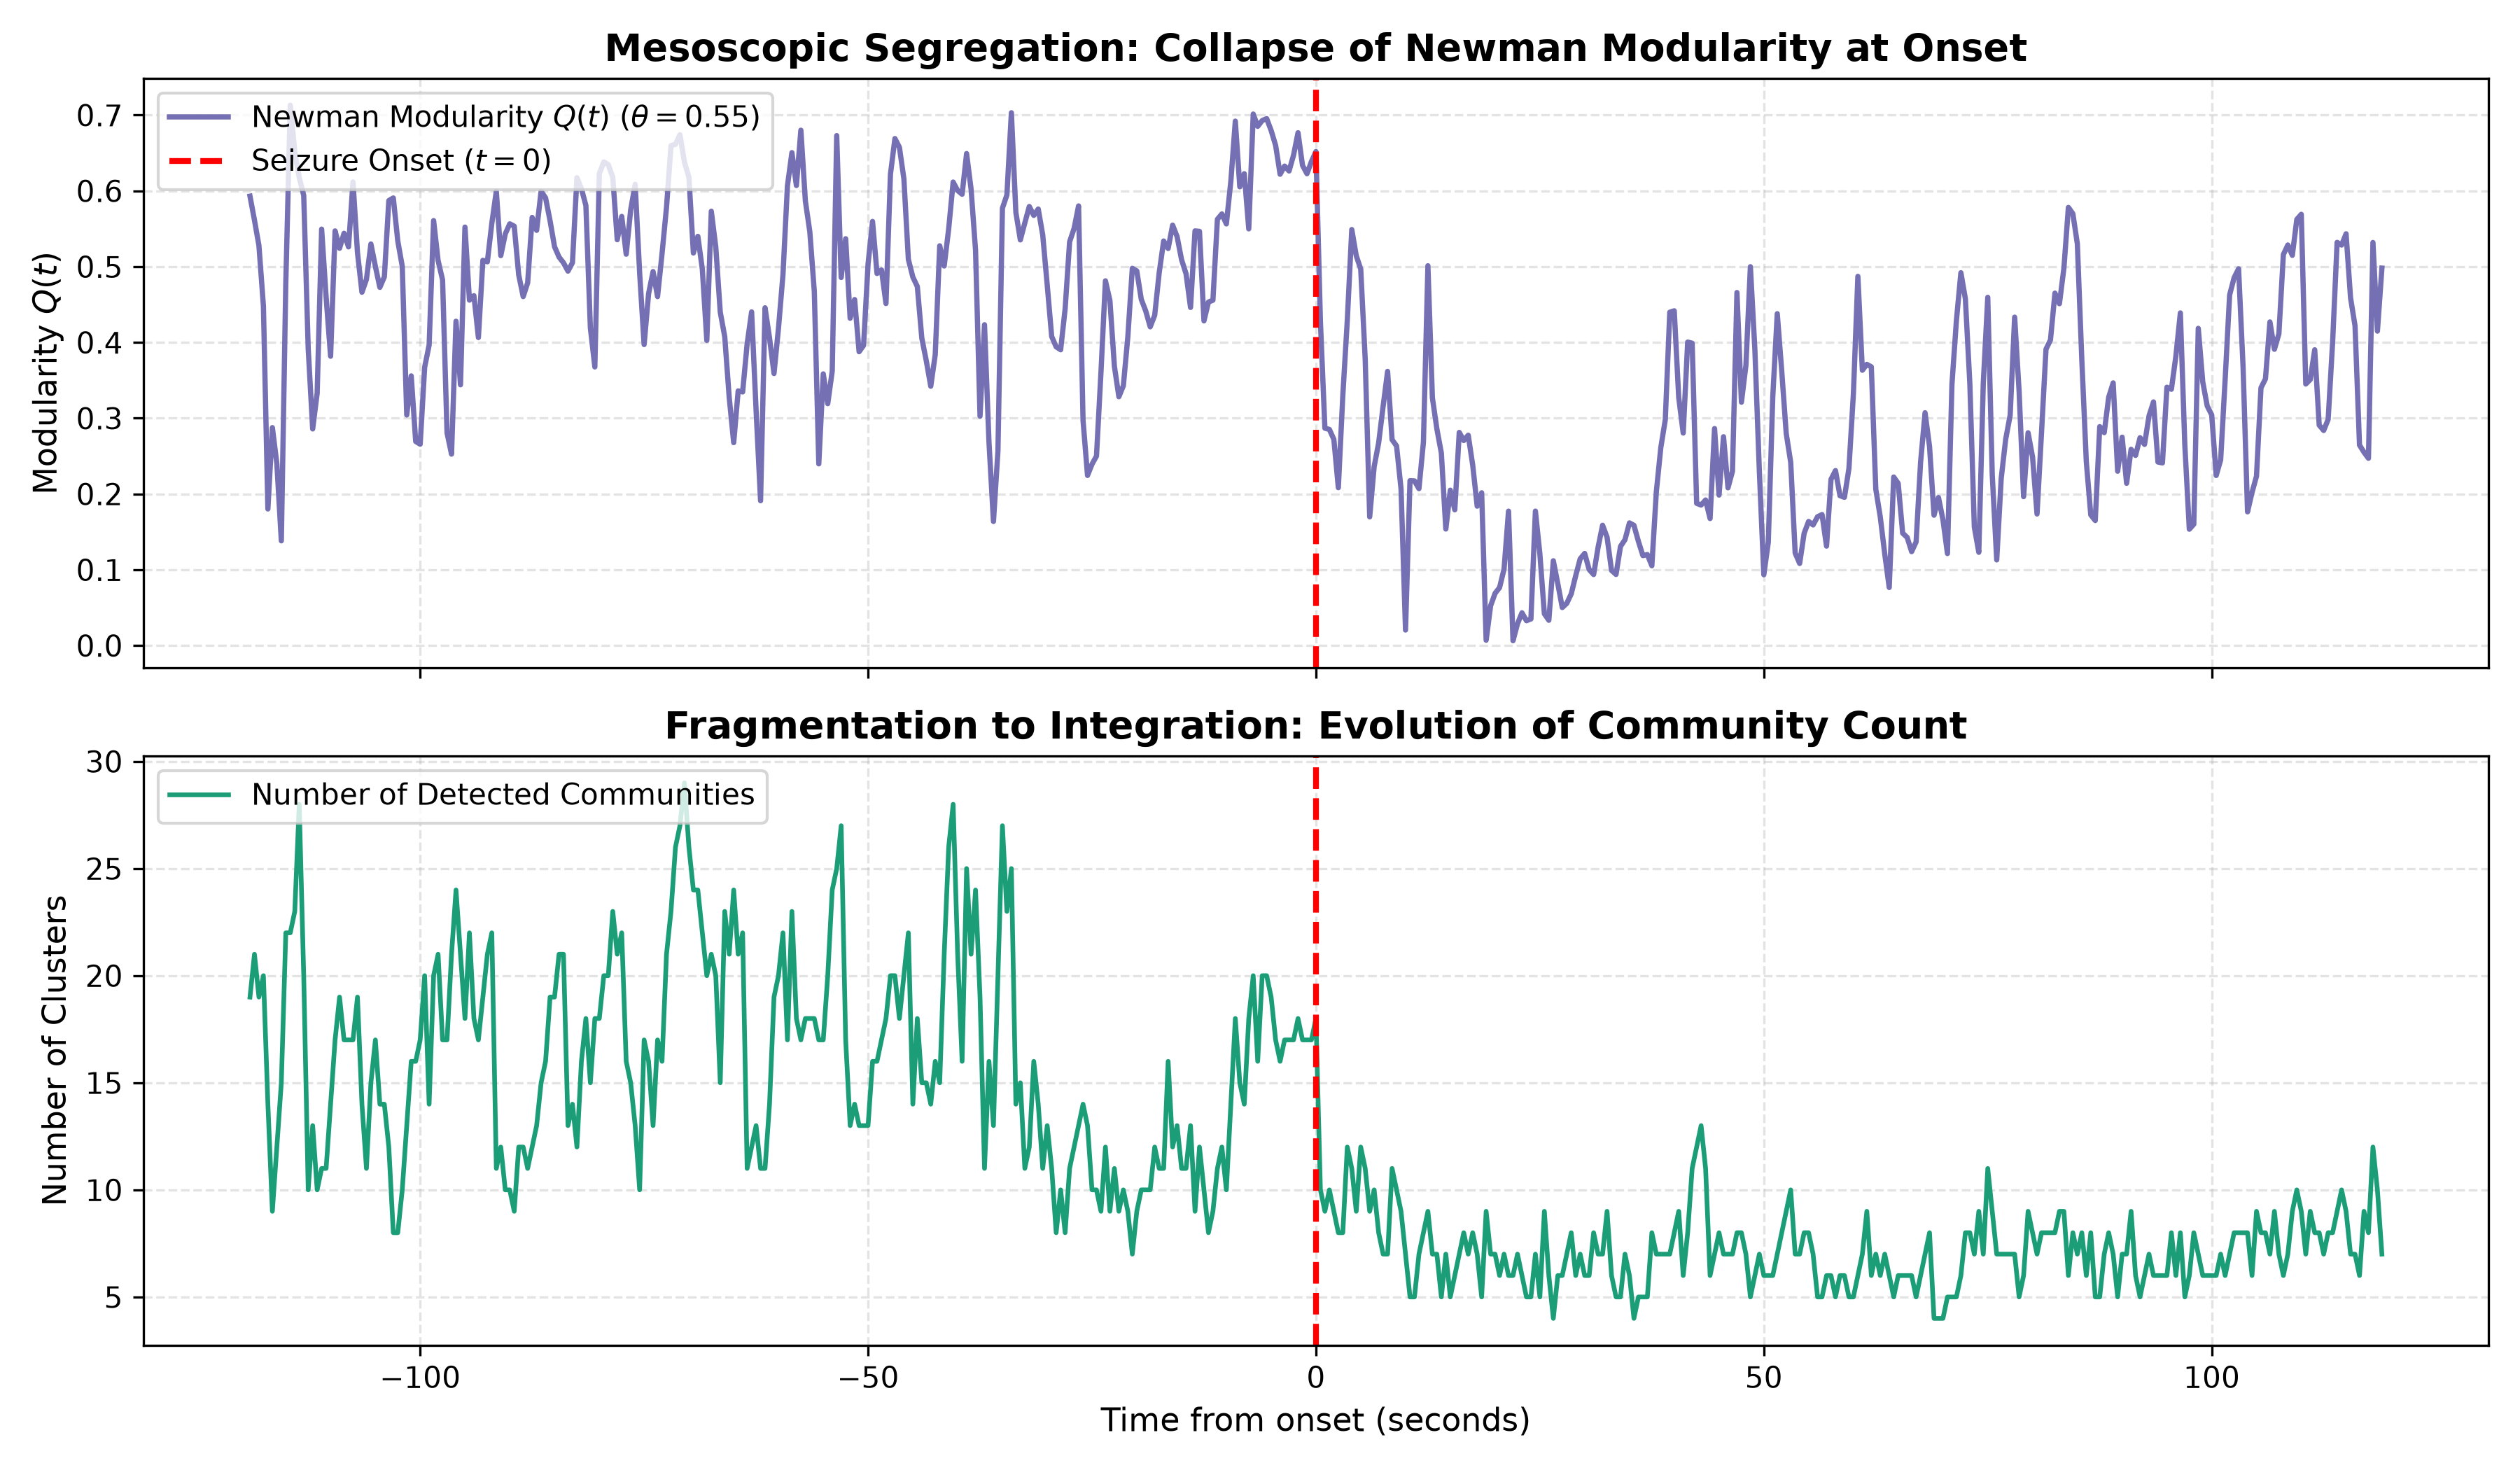 Mesoscopic Segregation: Collapse of Newman Modularity at Onset
Newman Modularity Q(t) (θ = 0.55)
Seizure Onset (t = 0)
Modularity Q(t)
0.7
0.6
0.5
0.4
0.3
0.2
0.1
0.0
Fragmentation to Integration: Evolution of Community Count
Number of Detected Communities
Number of Clusters
30
25
20
15
10
5
−100
−50
0
50
100
Time from onset (seconds)